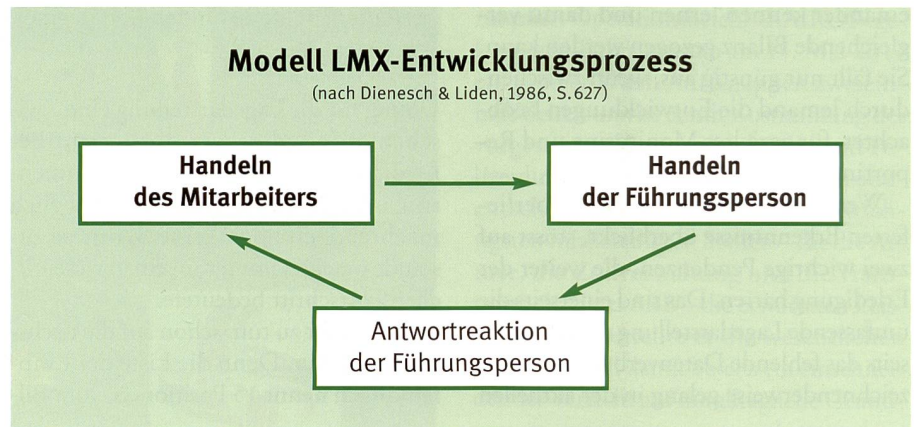 Modell LMX-Entwicklungsprozess
(nach Dienesch & Liden, 1986, S. 627)
Handeln
des Mitarbeiters
Handeln
der Führungsperson
Antwortreaktion
der Führungsperson